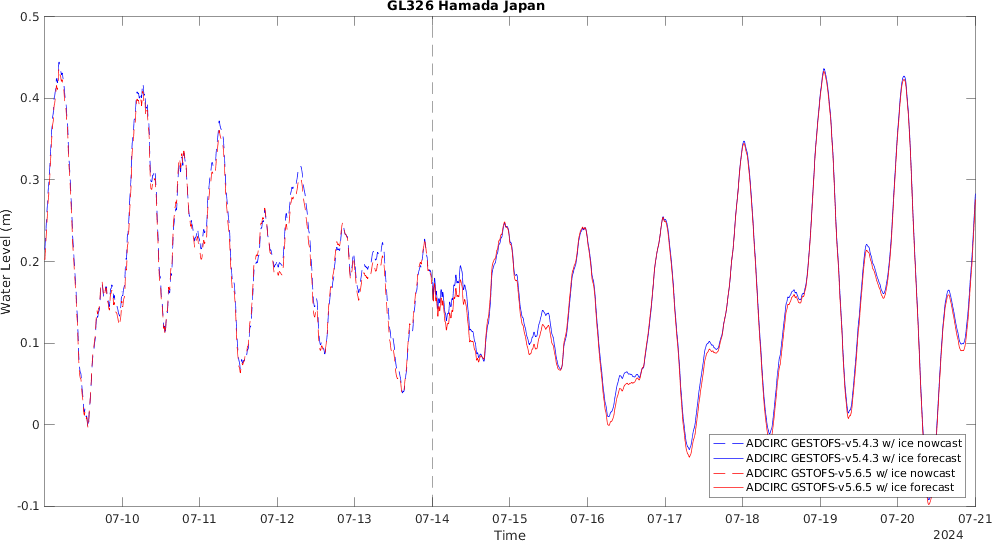 GL326 Hamada Japan
0.5
0.4
0.3
0.2
0.1
0
-0.1
Water Level (m)
07-10 07-11 07-12 07-13 07-14 07-15 07-16 07-17 07-18 07-19 07-20 07-21
Time
2024
ADCIRC GESTOFS-v5.4.3 w/ ice nowcast
ADCIRC GESTOFS-v5.4.3 w/ ice forecast
ADCIRC GSTOFS-v5.6.5 w/ ice nowcast
ADCIRC GSTOFS-v5.6.5 w/ ice forecast